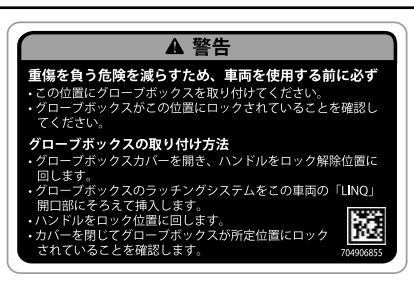 ⚠ 警告
重傷を負う危険を減らすため、車両を使用する前に必ず
・この位置にグローブボックスを取り付けてください。
・グローブボックスがこの位置にロックされていることを確認し
てください。
グローブボックスの取り付け方法
・グローブボックスカバーを開き、ハンドルをロック解除位置に
回します。
・グローブボックスのラッチングシステムをこの車両の「LINQ」
開口部にそろえて挿入します。
・ハンドルをロック位置に回します。
・カバーを閉じてグローブボックスが所定位置にロック
されていることを確認します。
704906855